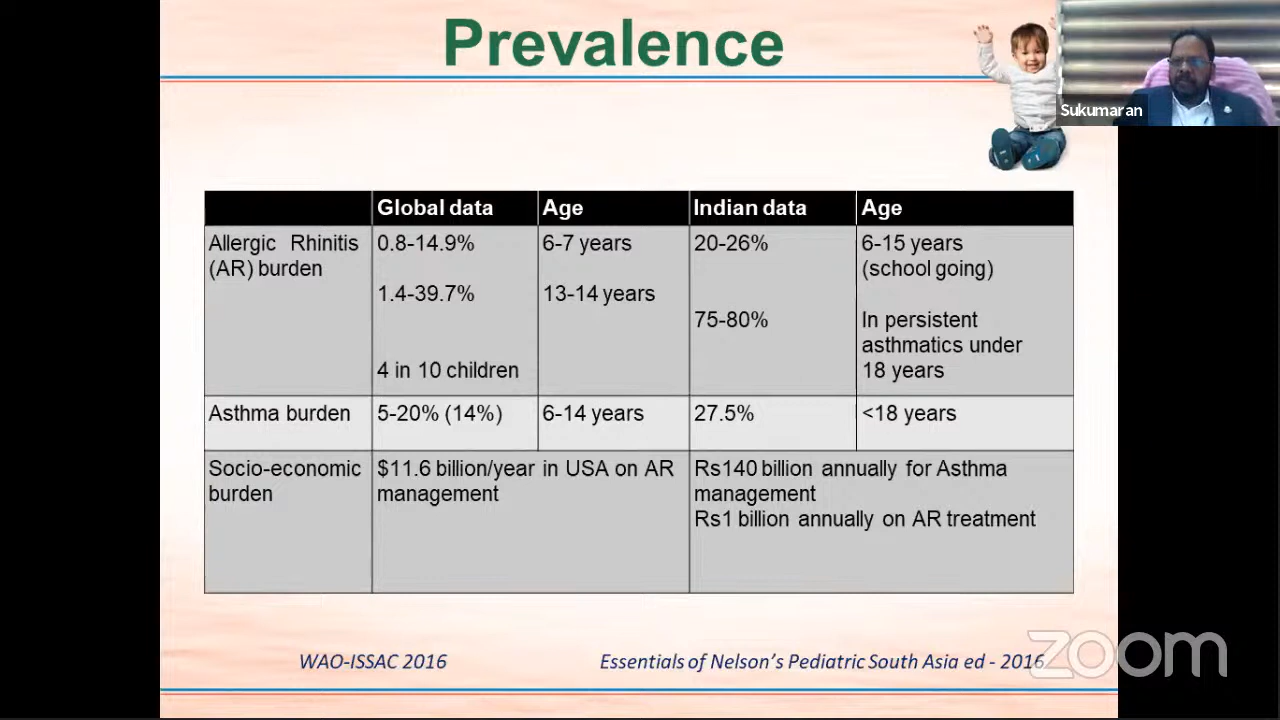 Prevalence
Sukumaran
Global data Age Indian data Age
Allergic Rhinitis
(AR) burden
0.8-14.9%
1.4-39.7%
4 in 10 children
6-7 years
13-14 years
20-26%
75-80%
6-15 years
(school going)
In persistent
asthmatics under
18 years
Asthma burden 5-20% (14%) 6-14 years 27.5% <18 years
Socio-economic
burden
$11.6 billion/year in USA on AR
management
Rs140 billion annually for Asthma
management
Rs1 billion annually on AR treatment
WAO-ISSAC 2016
Essentials of Nelson's Pediatric South Asia ed - 2016
zoom